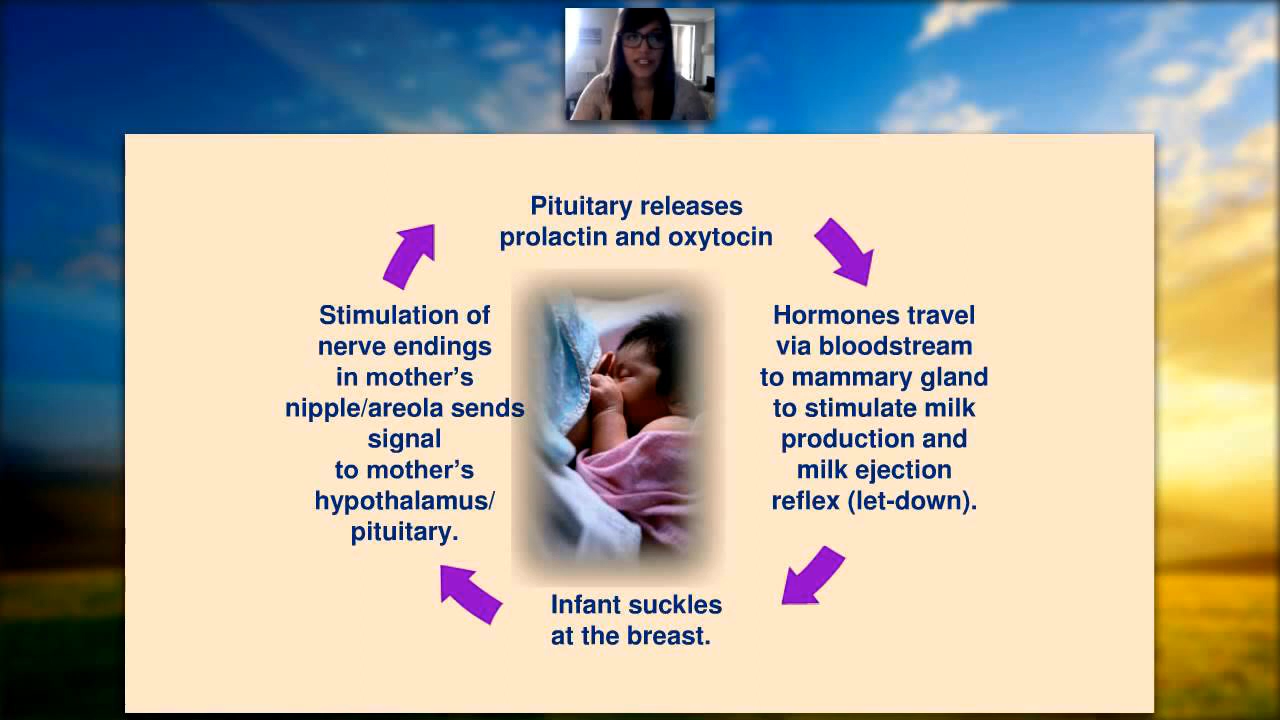 Pituitary releases
prolactin and oxytocin
Hormones travel
via bloodstream
to mammary gland
to stimulate milk
production and
milk ejection
reflex (let-down).
Infant suckles
at the breast.
Stimulation of
nerve endings
in mother’s
nipple/areola sends
signal
to mother’s
hypothalamus/
pituitary.